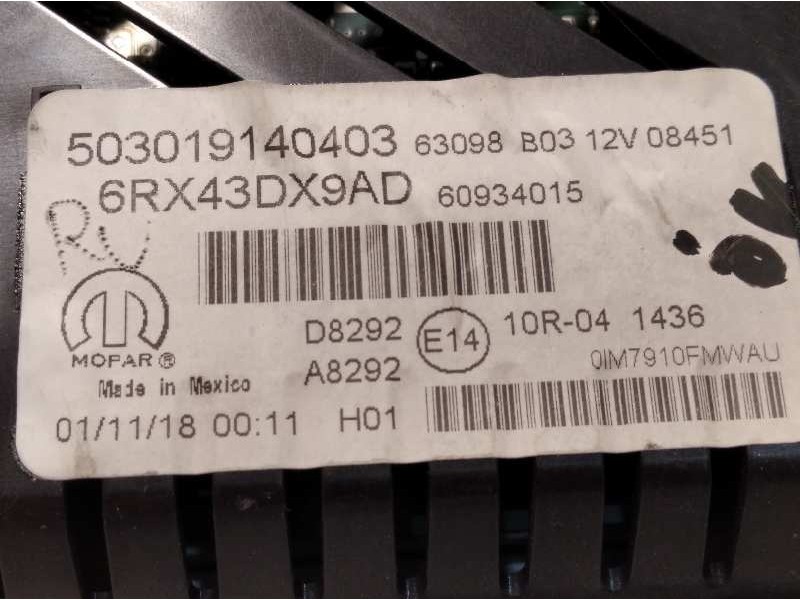 503019140403 63098 B03 12V 08451
6RX43DX9AD 60934015
RW
MOPAR®
Made in Mexico
D8292
A8292
E14
10R-04 1436
0IM7910FMWAU
01/11/18 00:11 H01